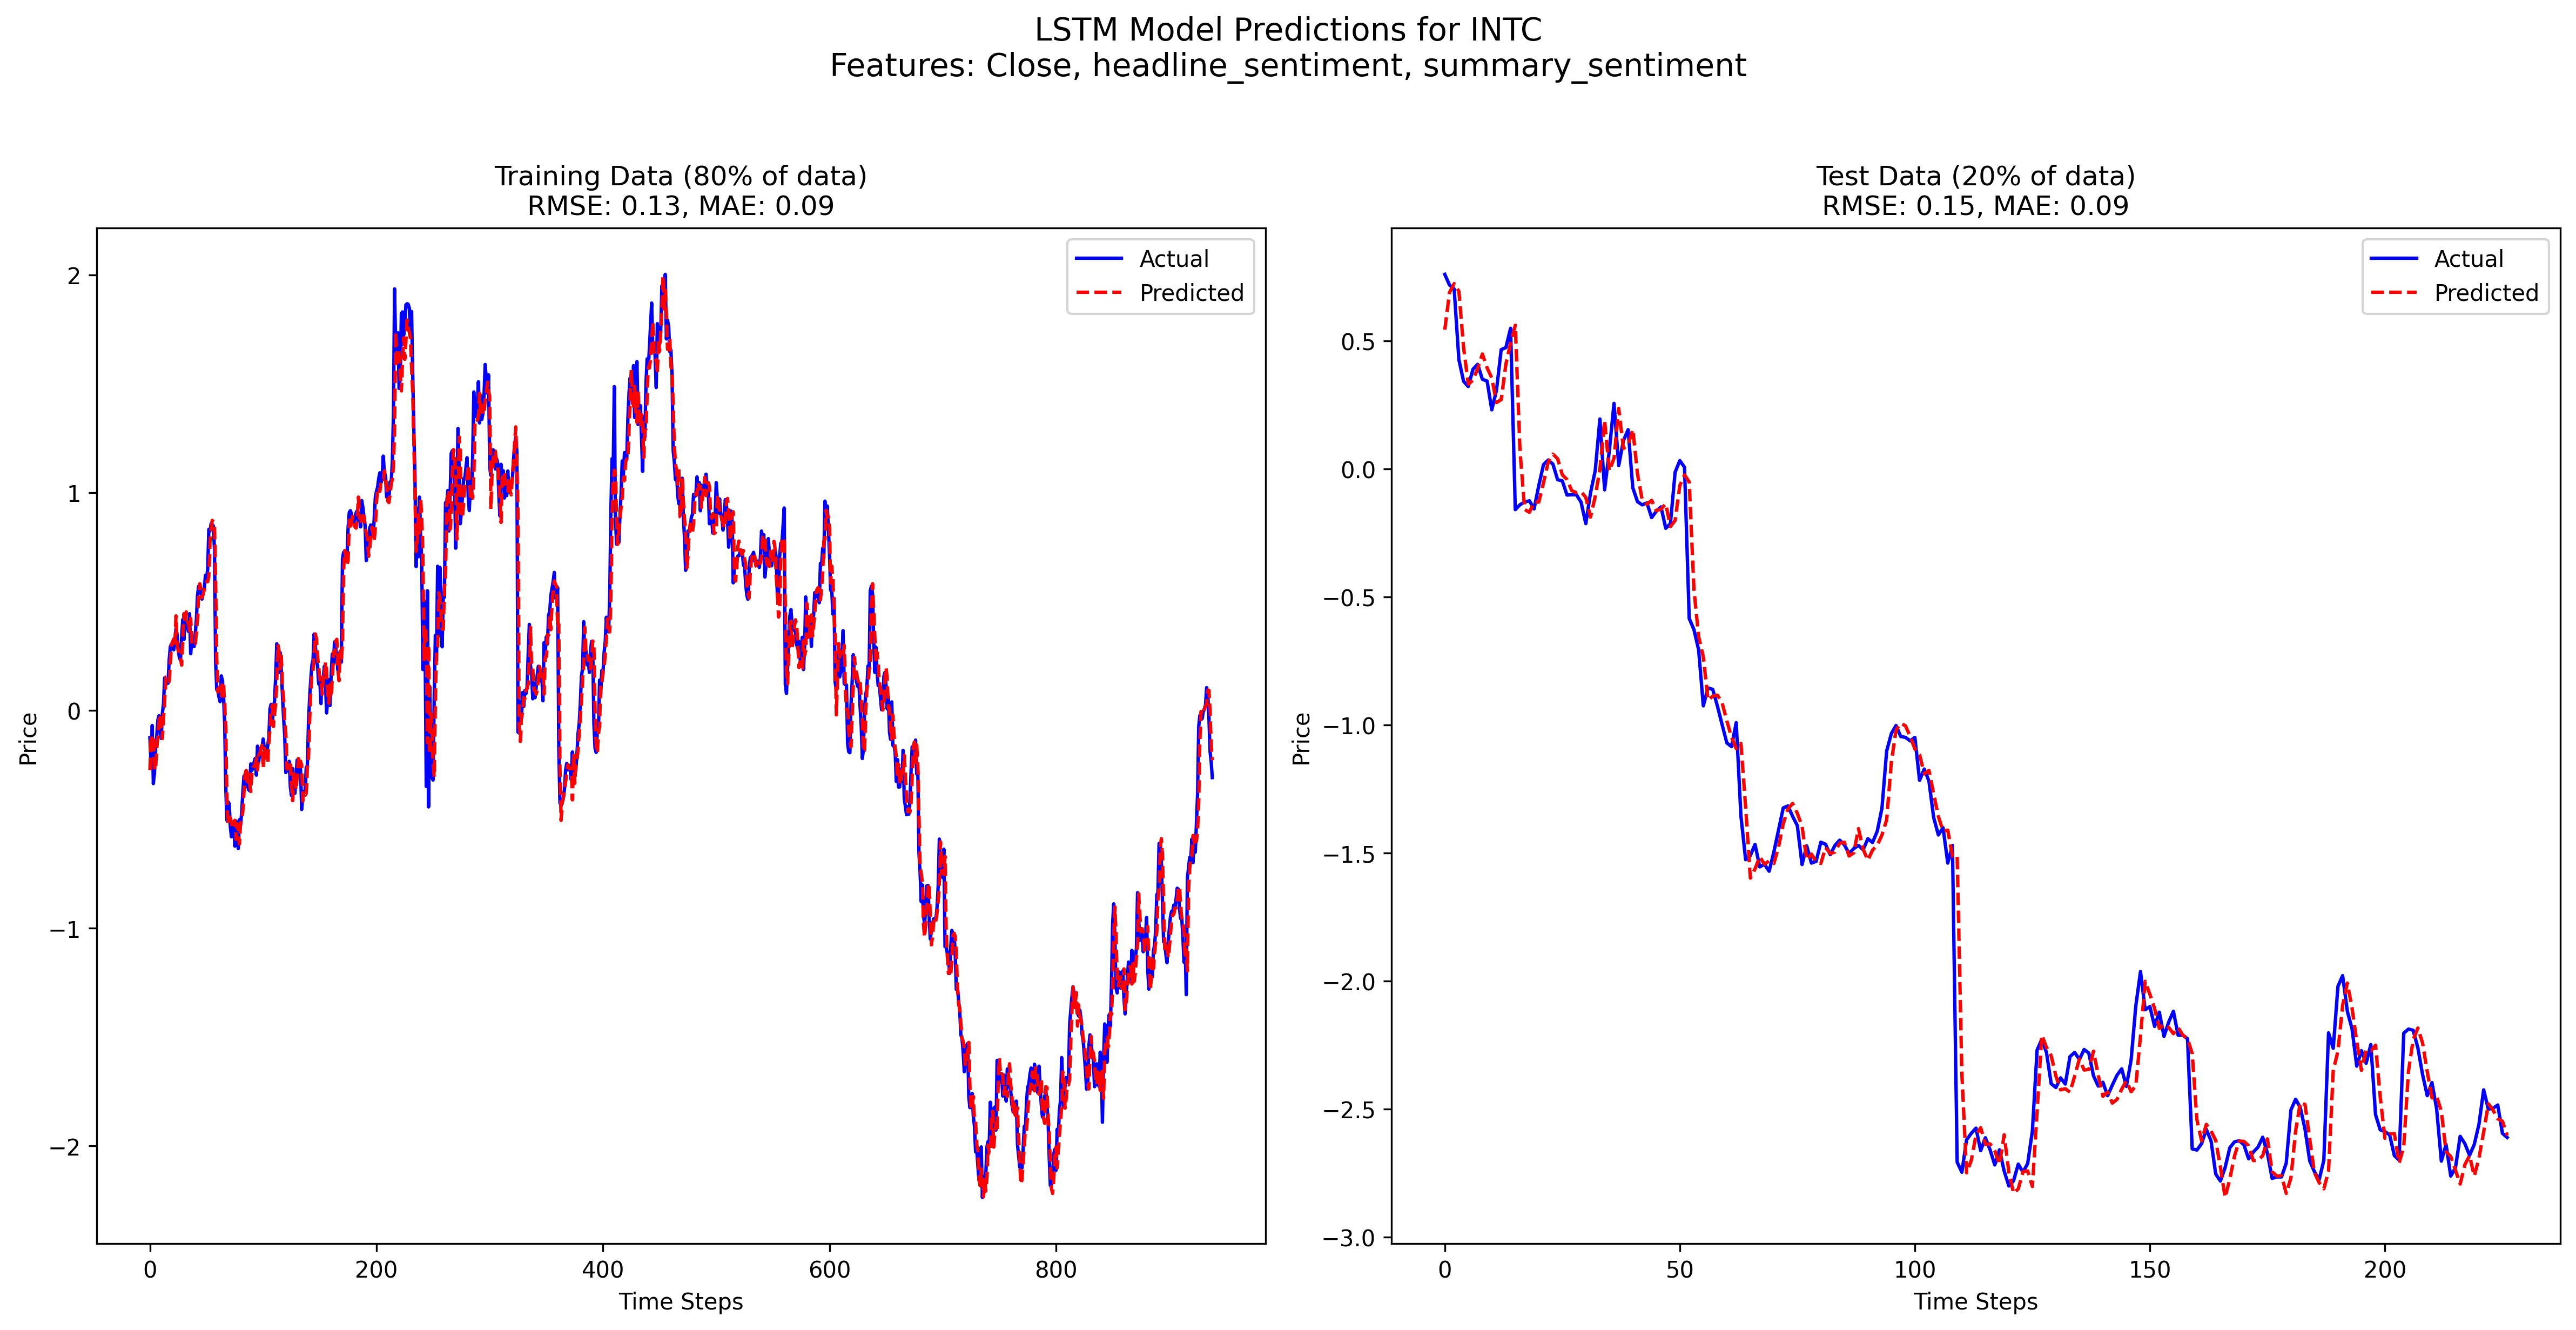 LSTM Model Predictions for INTC
Features: Close, headline_sentiment, summary_sentiment
Training Data (80% of data)
RMSE: 0.13, MAE: 0.09
Actual
Predicted
2
1
0
−1
−2
Price
0
200
400
600
800
Time Steps
Test Data (20% of data)
RMSE: 0.15, MAE: 0.09
Actual
Predicted
0.5
0.0
−0.5
−1.0
−1.5
−2.0
−2.5
−3.0
Price
0
50
100
150
200
Time Steps